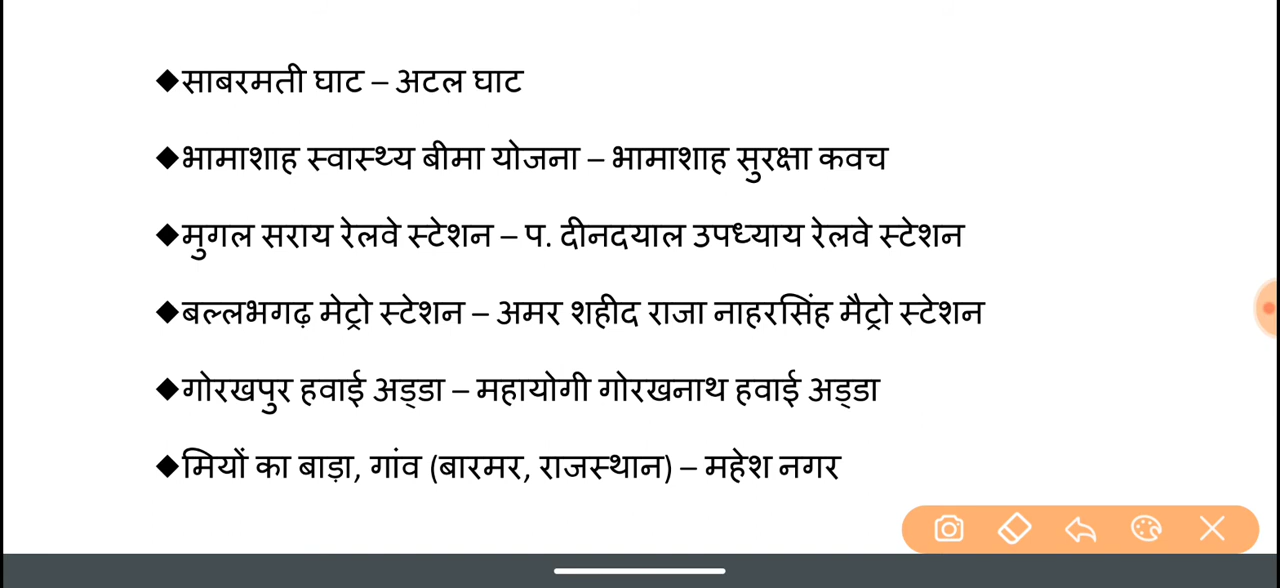 ◆साबरमती घाट – अटल घाट
◆भामाशाह स्वास्थ्य बीमा योजना – भामाशाह सुरक्षा कवच
◆मुगल सराय रेलवे स्टेशन – प. दीनदयाल उपध्याय रेलवे स्टेशन
◆बल्लभगढ़ मेट्रो स्टेशन – अमर शहीद राजा नाहरसिंह मैट्रो स्टेशन
◆गोरखपुर हवाई अड्डा – महायोगी गोरखनाथ हवाई अड्डा
◆मियों का बाड़ा, गांव (बारमर, राजस्थान) – महेश नगर